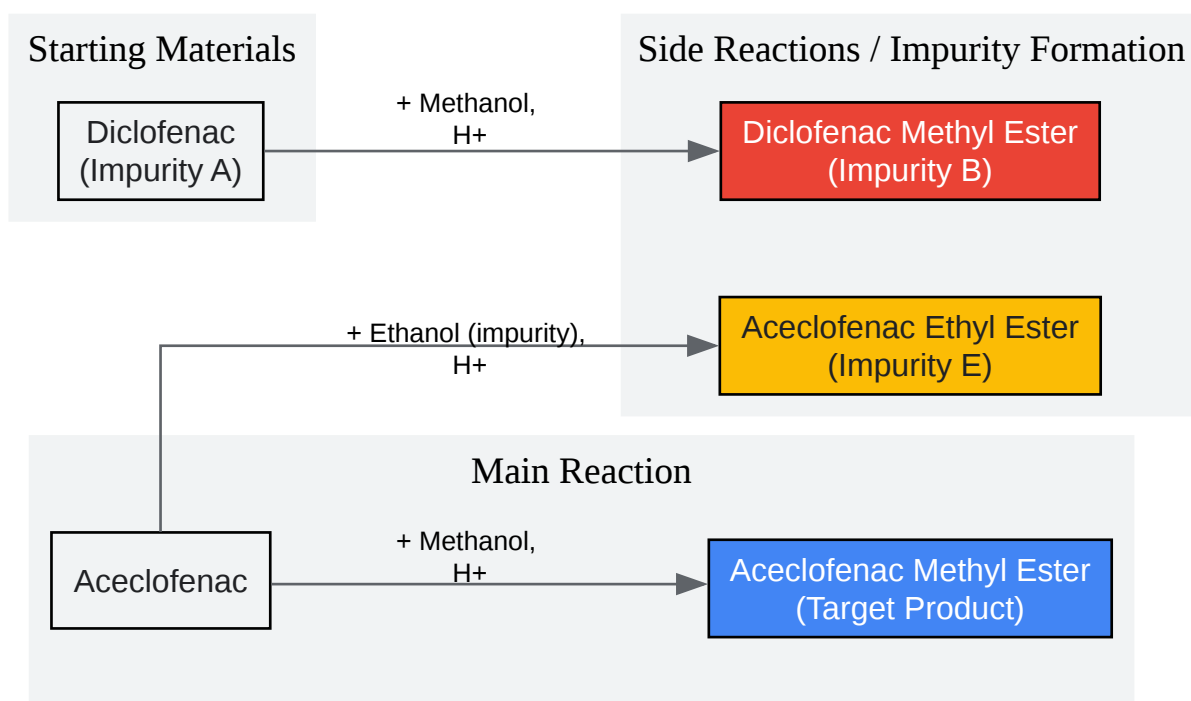 Starting Materials
Side Reactions / Impurity Formation
Diclofenac
(Impurity A)
+ Methanol,
H+
Diclofenac Methyl Ester
(Impurity B)
+ Ethanol (impurity),
H+
Aceclofenac Ethyl Ester
(Impurity E)
Main Reaction
Aceclofenac
+ Methanol,
H+
Aceclofenac Methyl Ester
(Target Product)